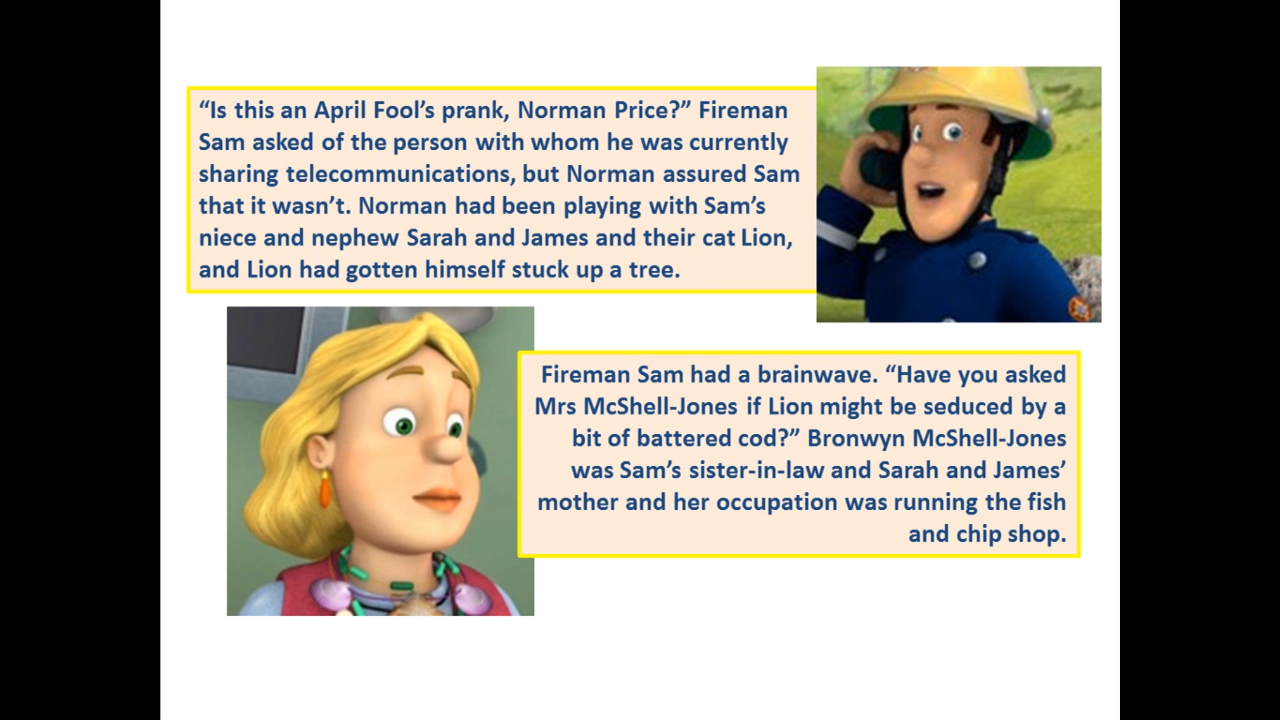 “Is this an April Fool’s prank, Norman Price?” Fireman
Sam asked of the person with whom he was currently
sharing telecommunications, but Norman assured Sam
that it wasn’t. Norman had been playing with Sam’s
niece and nephew Sarah and James and their cat Lion,
and Lion had gotten himself stuck up a tree.
Fireman Sam had a brainwave. “Have you asked
Mrs McShell-Jones if Lion might be seduced by a
bit of battered cod?” Bronwyn McShell-Jones
was Sam’s sister-in-law and Sarah and James’
mother and her occupation was running the fish
and chip shop.